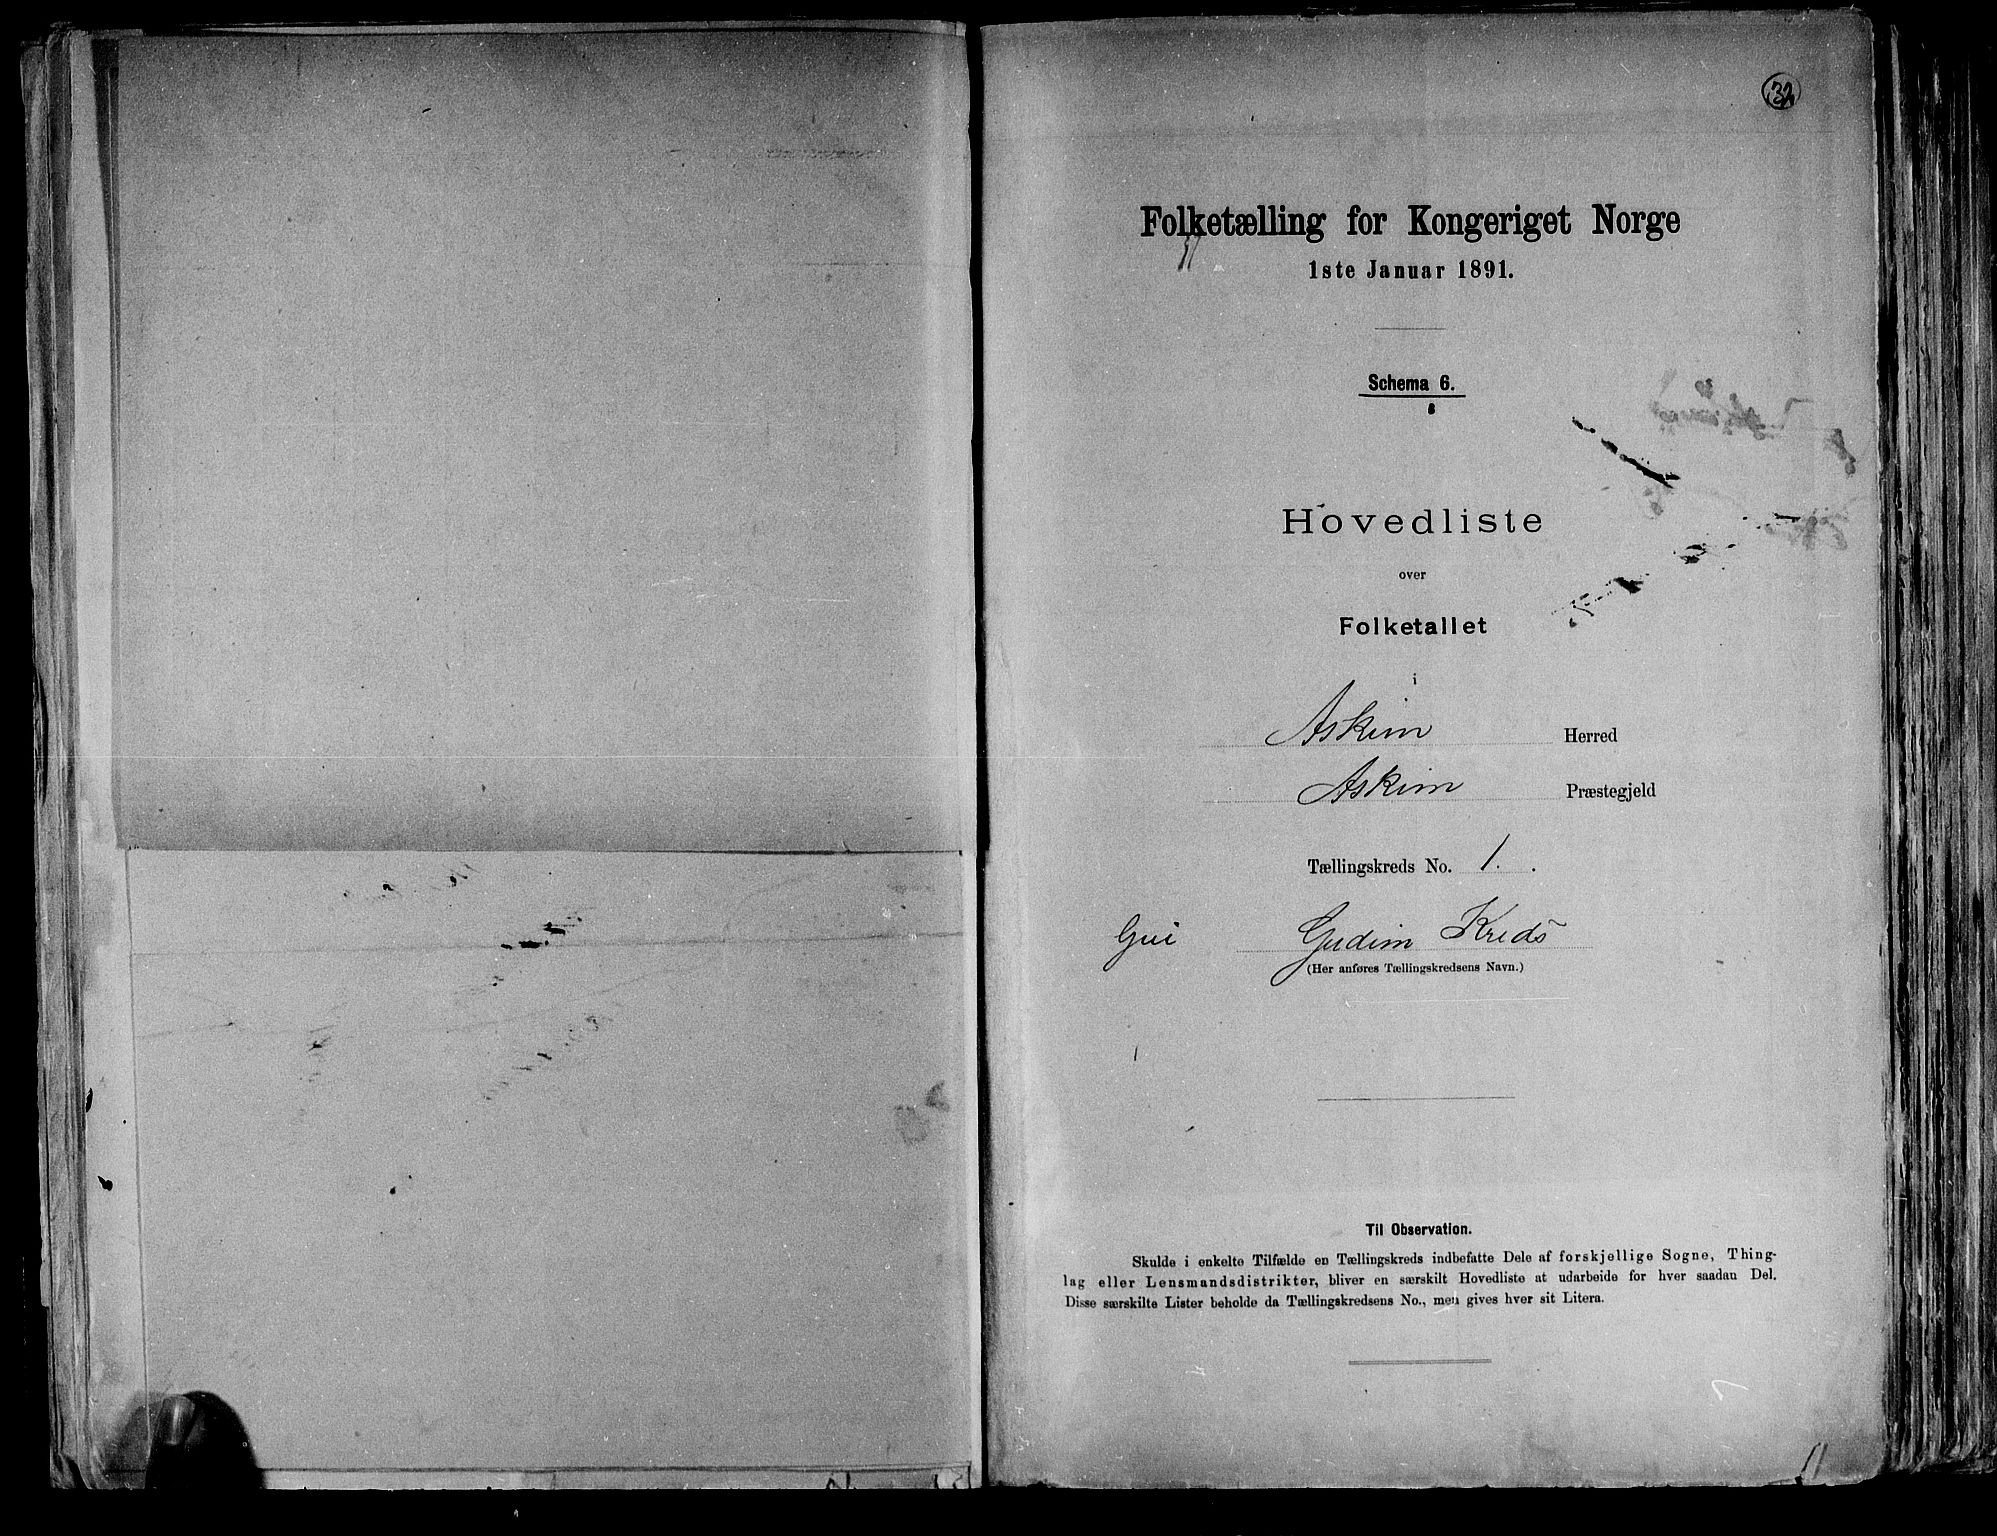 32
Folketælling for Kongeriget Norge
1ste Januar 1891.
Schema 6.
Hovedliste
over
Folketallet
i
Askim Herred
Askim Præstegjeld
Tællingskreds No. 1.
Gui Gudim Kreds
(Her anføres Tællingskredsens Navn.)
Til Observation.
Skulde i enkelte Tilfælde en Tællingskreds indbefatte Dele af forskjellige Sogne, Thing-
lag eller Lensmandsdistrikter, bliver en særskilt Hovedliste at udarbeide for hver saadan Del.
Disse særskilte Lister beholde da Tællingskredsens No., men gives hver sit Litera.